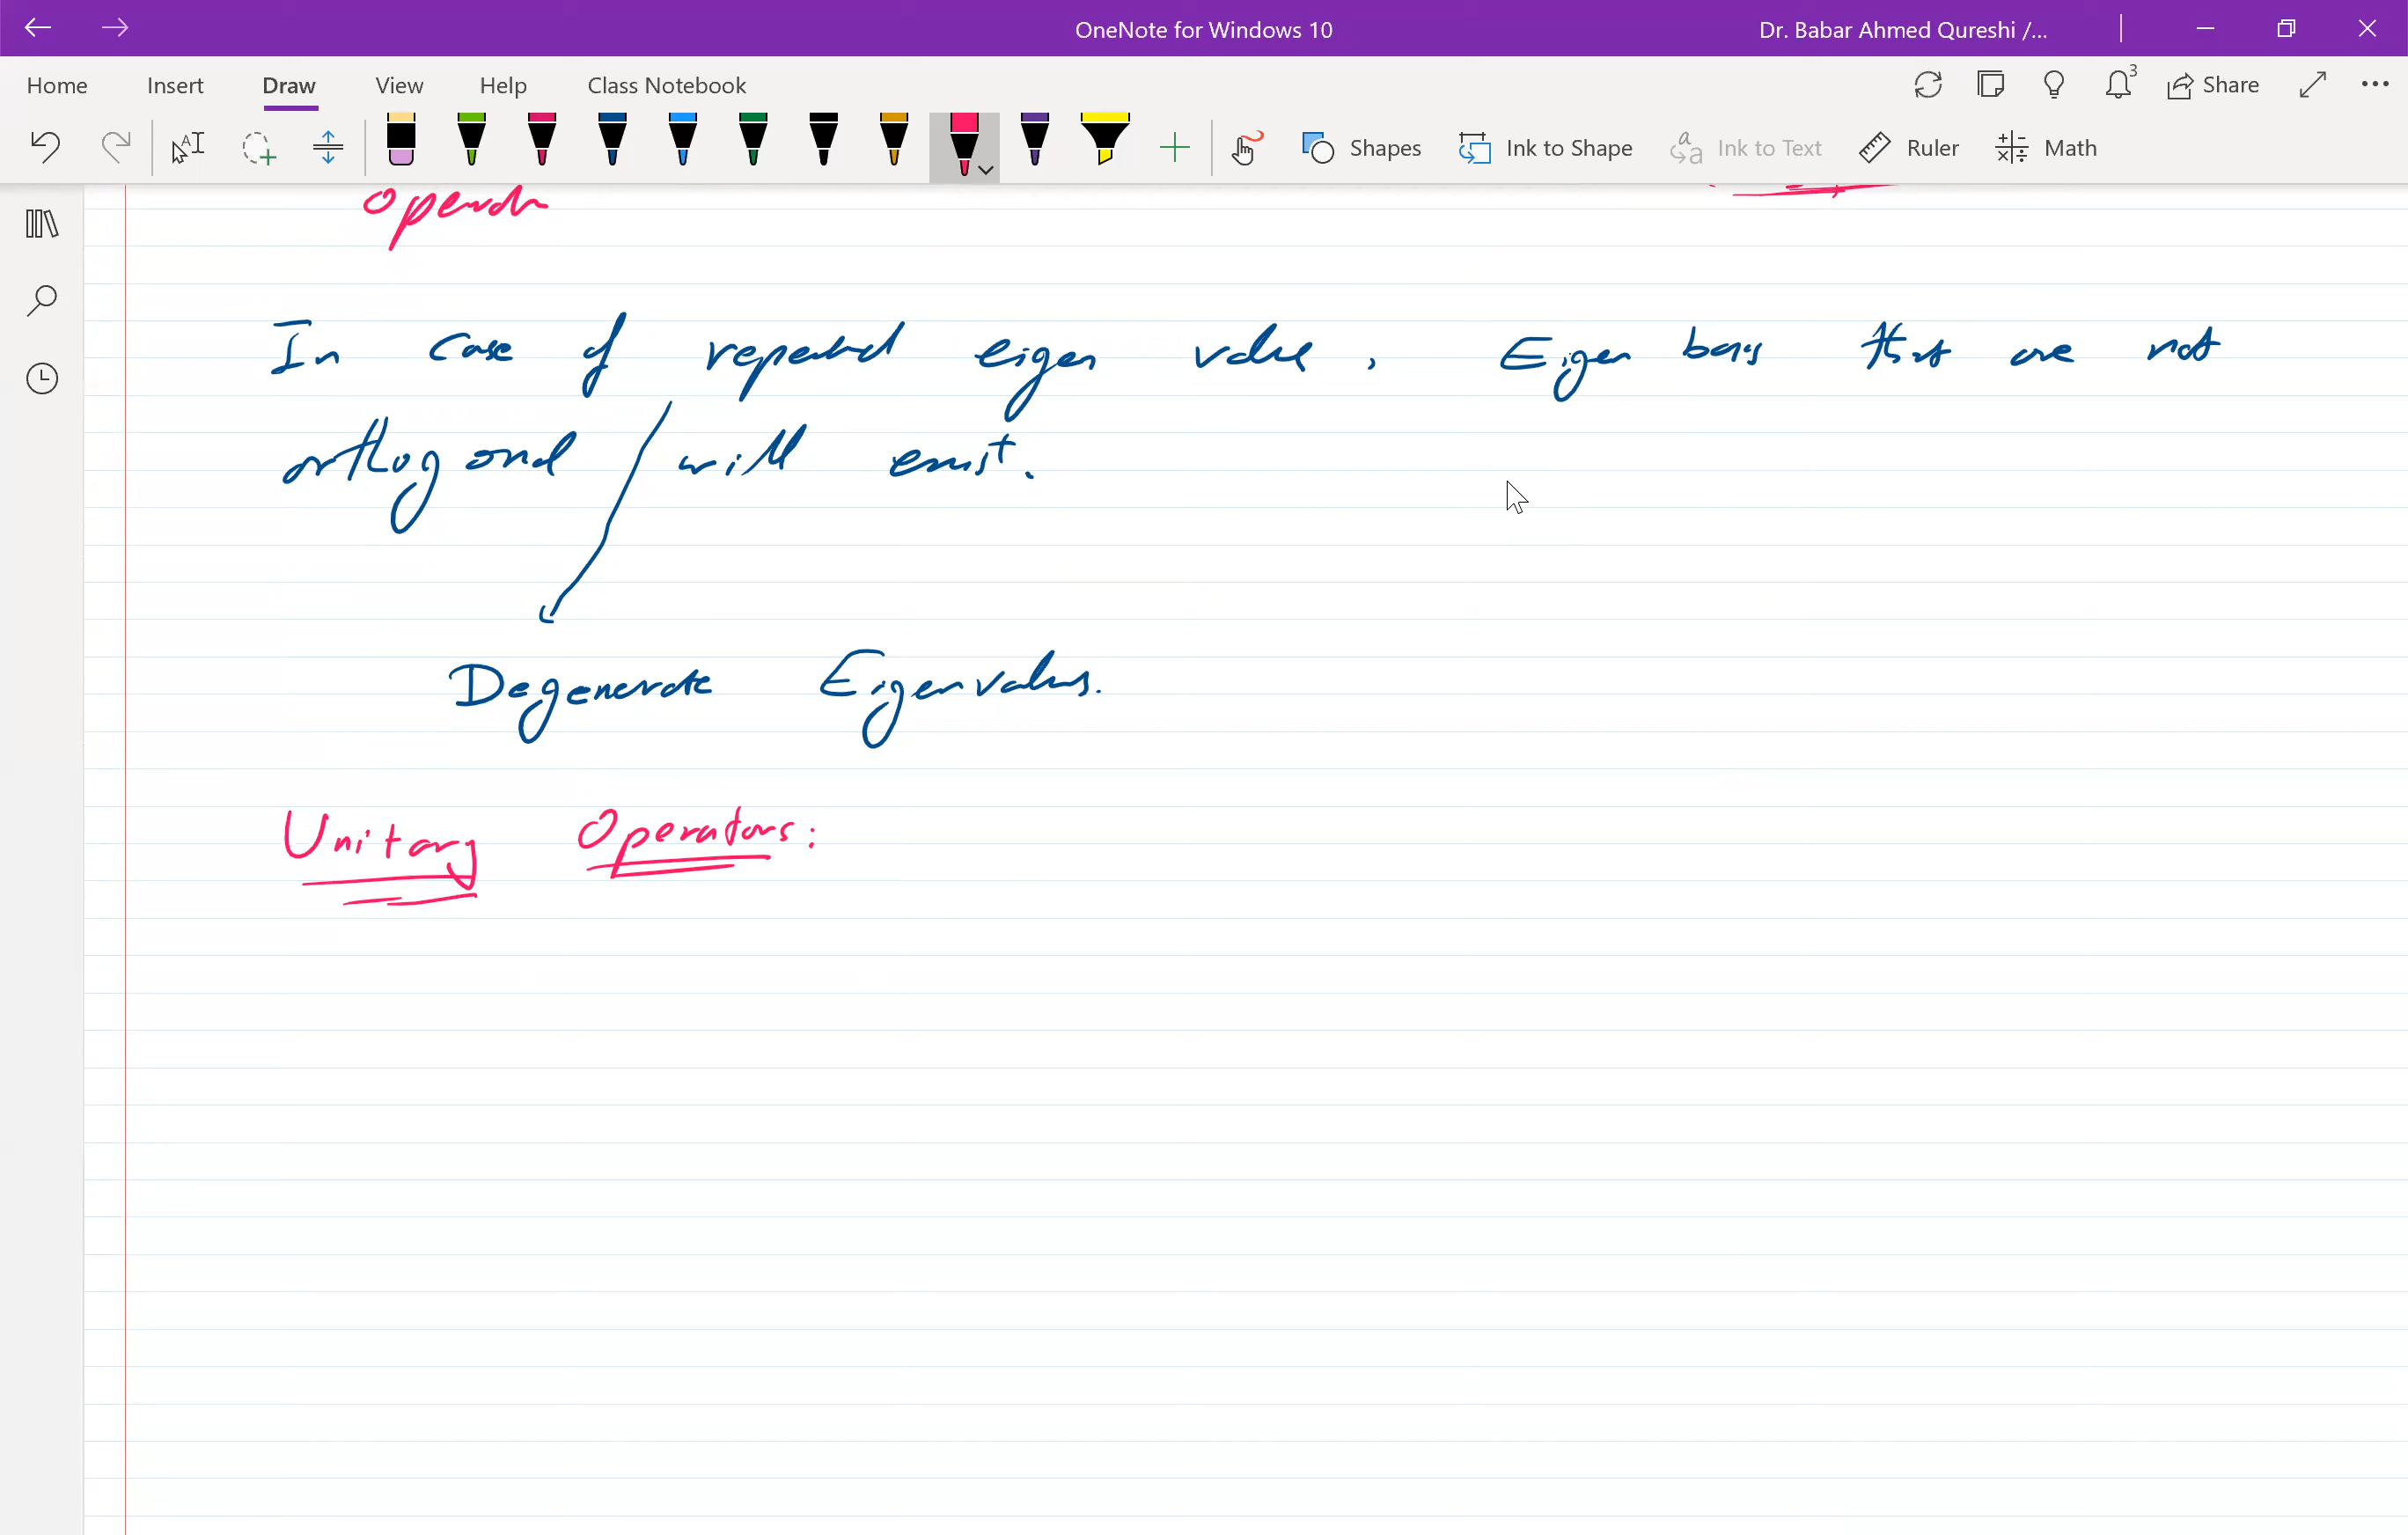 OneNote for Windows 10
Dr. Babar Ahmed Qureshi /...
Home Insert Draw View Help Class Notebook
3 Share
Shapes Ink to Shape Ink to Text Ruler Math
In case of repeated eigen value, Eigen basis that are not
orthogonal will exist.
Degenerate Eigenvalues.
Unitary Operators: